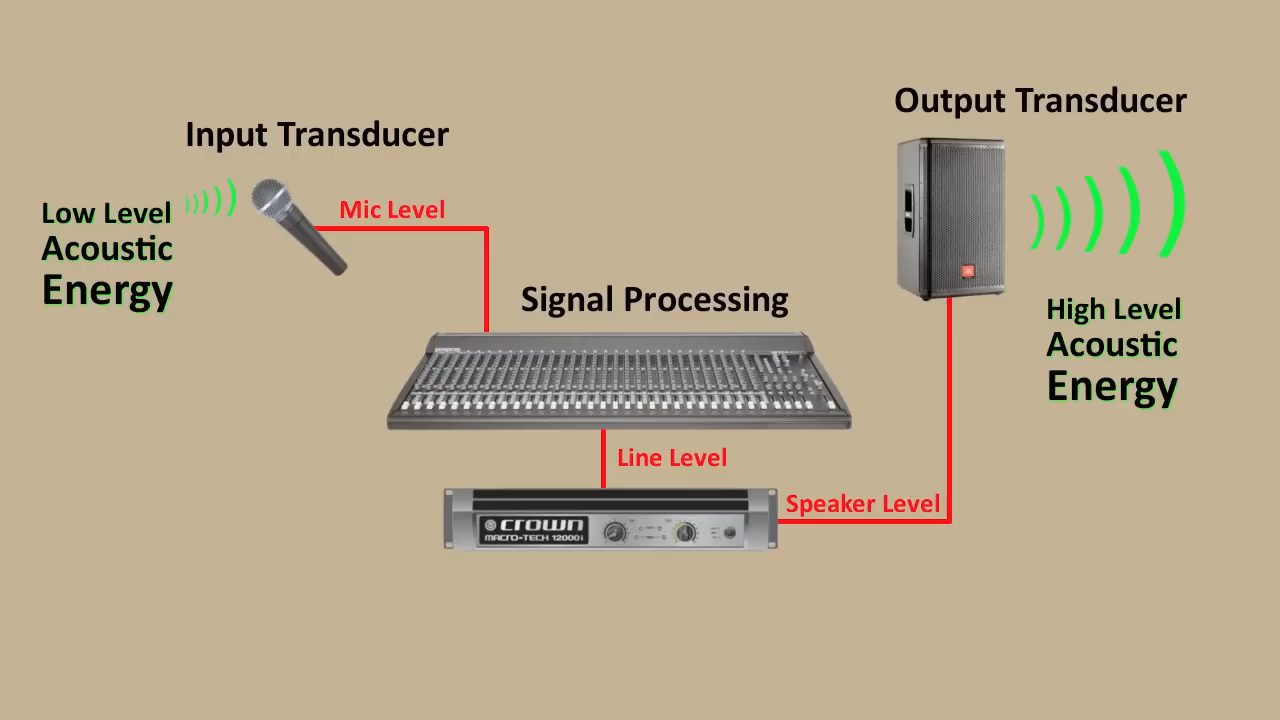 Output Transducer
Input Transducer
Low Level
Acoustic
Energy
Mic Level
Signal Processing
High Level
Acoustic
Energy
Line Level
Speaker Level
crown
MACRO-TECH 12000i